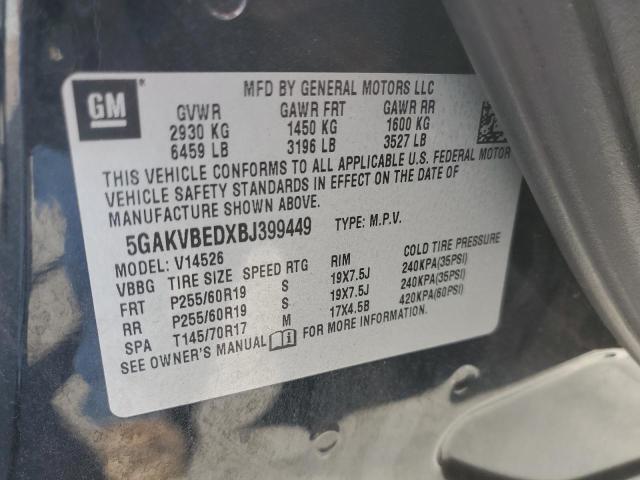 GM
MFD BY GENERAL MOTORS LLC
GVWR GAWR FRT GAWR RR
2930 KG 1450 KG 1600 KG
6459 LB 3196 LB 3527 LB
THIS VEHICLE CONFORMS TO ALL APPLICABLE U.S. FEDERAL MOTOR
VEHICLE SAFETY STANDARDS IN EFFECT ON THE DATE OF
MANUFACTURE SHOWN ABOVE.
5GAKVBEDXBJ399449 TYPE: M.P.V.
MODEL: V14526
VBBG TIRE SIZE SPEED RTG RIM COLD TIRE PRESSURE
FRT P255/60R19 S 19X7.5J 240KPA(35PSI)
RR P255/60R19 S 19X7.5J 240KPA(35PSI)
SPA T145/70R17 M 17X4.5B 420KPA(60PSI)
SEE OWNER'S MANUAL FOR MORE INFORMATION.